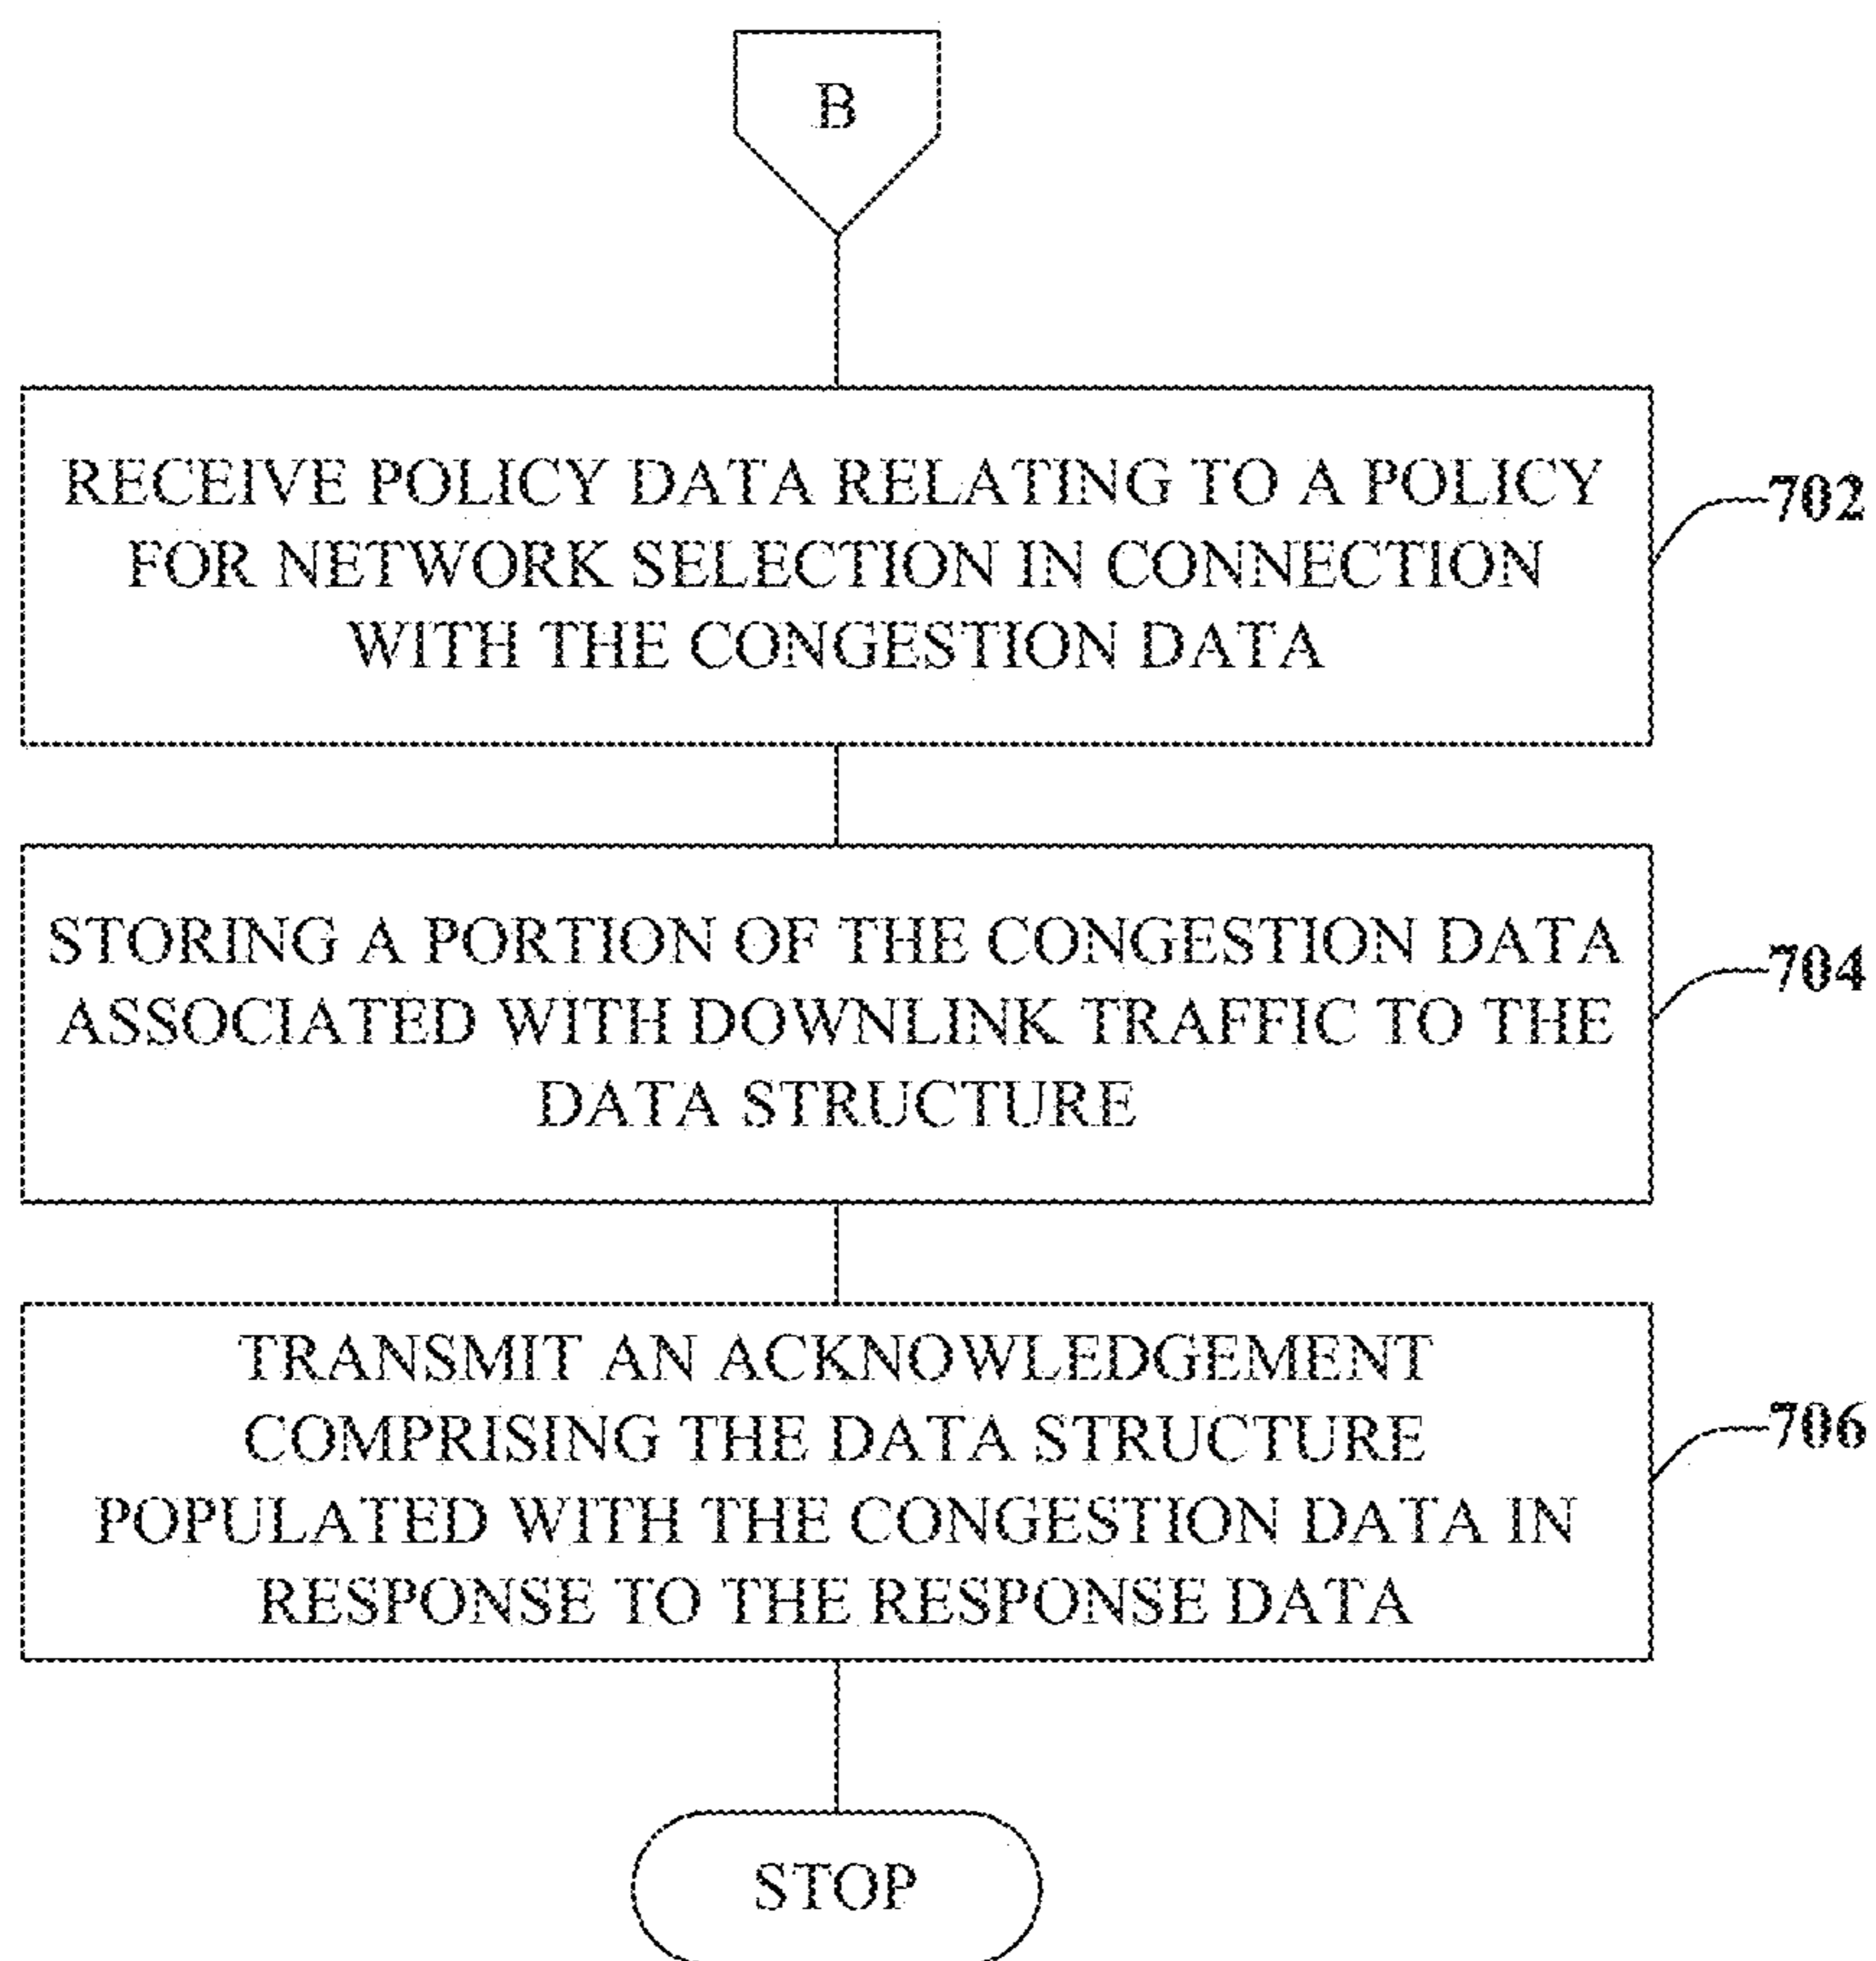 B
RECEIVE POLICY DATA RELATING TO A POLICY
FOR NETWORK SELECTION IN CONNECTION
WITH THE CONGESTION DATA
702
STORING A PORTION OF THE CONGESTION DATA
ASSOCIATED WITH DOWNLINK TRAFFIC TO THE
DATA STRUCTURE
704
TRANSMIT AN ACKNOWLEDGEMENT
COMPRISING THE DATA STRUCTURE
POPULATED WITH THE CONGESTION DATA IN
RESPONSE TO THE RESPONSE DATA
706
STOP